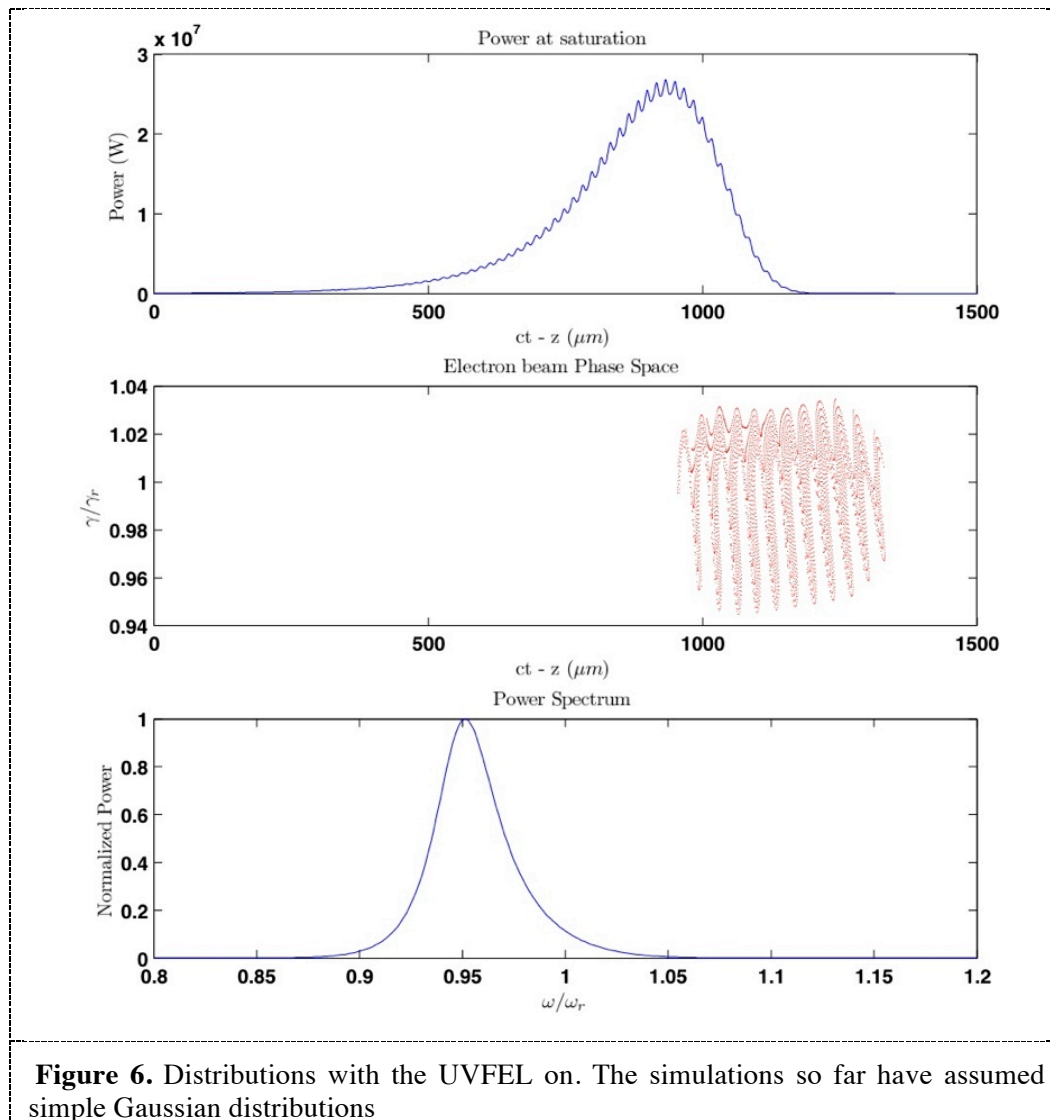 x 10⁷
Power at saturation
3
2
1
0
Power (W)
0 500 1000 1500
ct - z (μm)
Electron beam Phase Space
1.04
1.02
1
0.98
0.96
0.94
γ/γᵣ
0 500 1000 1500
ct - z (μm)
Power Spectrum
1
0.8
0.6
0.4
0.2
0
Normalized Power
0.8 0.85 0.9 0.95 1 1.05 1.1 1.15 1.2
ω/ωᵣ
Figure 6. Distributions with the UVFEL on. The simulations so far have assumed
simple Gaussian distributions